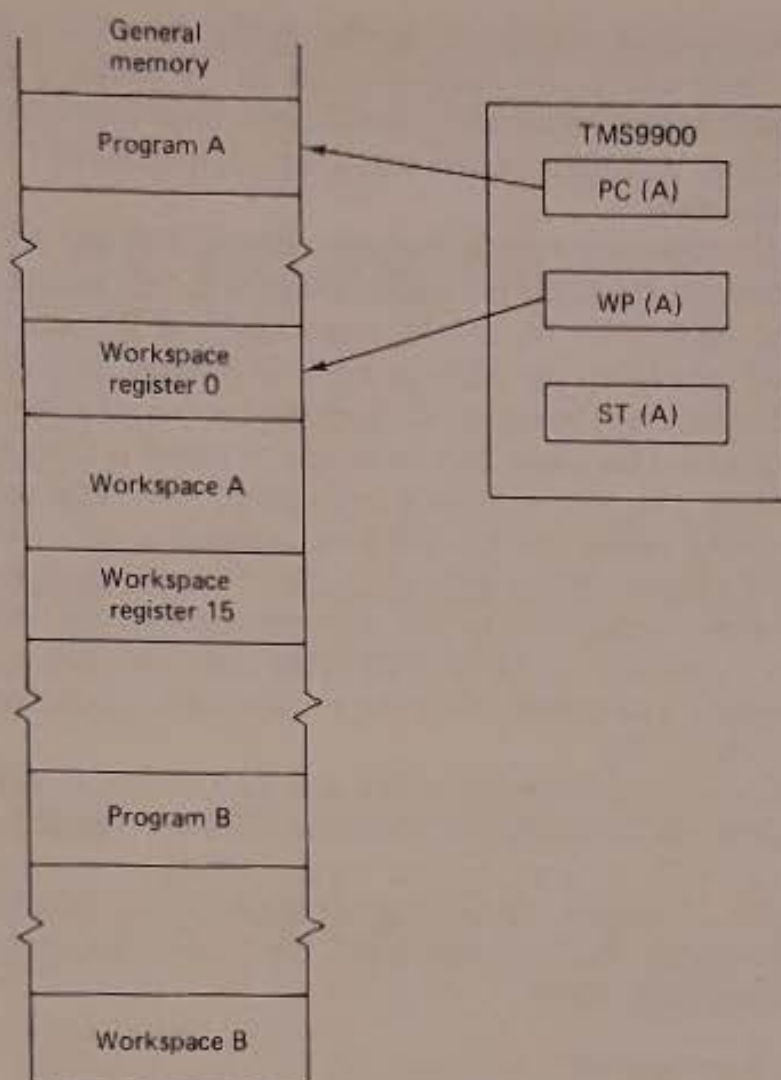 General
memory
Program A
TMS9900
PC (A)
WP (A)
Workspace
register 0
ST (A)
Workspace A
Workspace
register 15
Program B
Workspace B